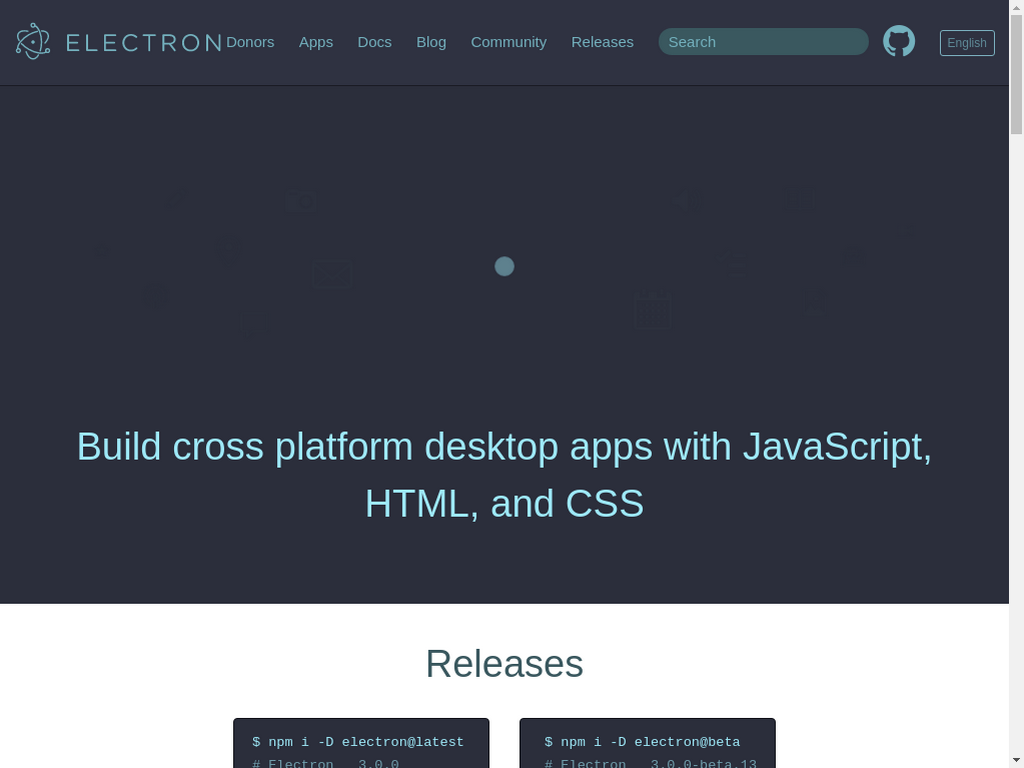 ELECTRON Donors Apps Docs Blog Community Releases Search English
Build cross platform desktop apps with JavaScript,
HTML, and CSS
Releases
$ npm i -D electron@latest
# Electron 3.0.0
$ npm i -D electron@beta
# Electron 3.0.0-beta.13